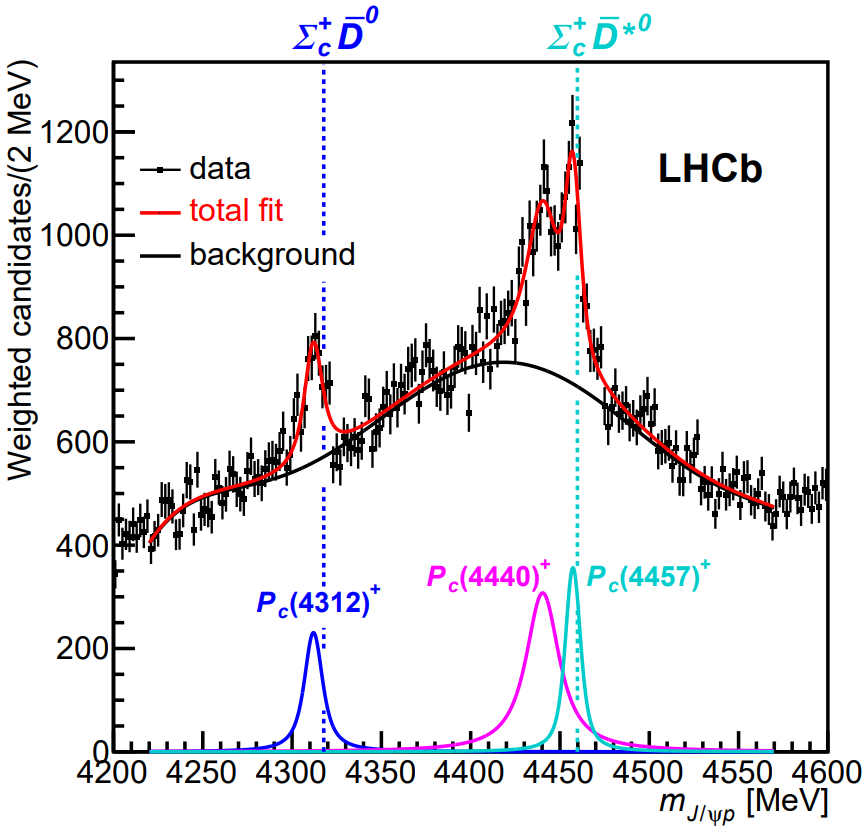 Σc+ D̅0 Σc+ D̅*0
Weighted candidates/(2 MeV)
1200
1000
800
600
400
200
0
data
total fit
background
LHCb
Pc(4312)+
Pc(4440)+
Pc(4457)+
4200 4250 4300 4350 4400 4450 4500 4550 4600
mJ/ψp [MeV]